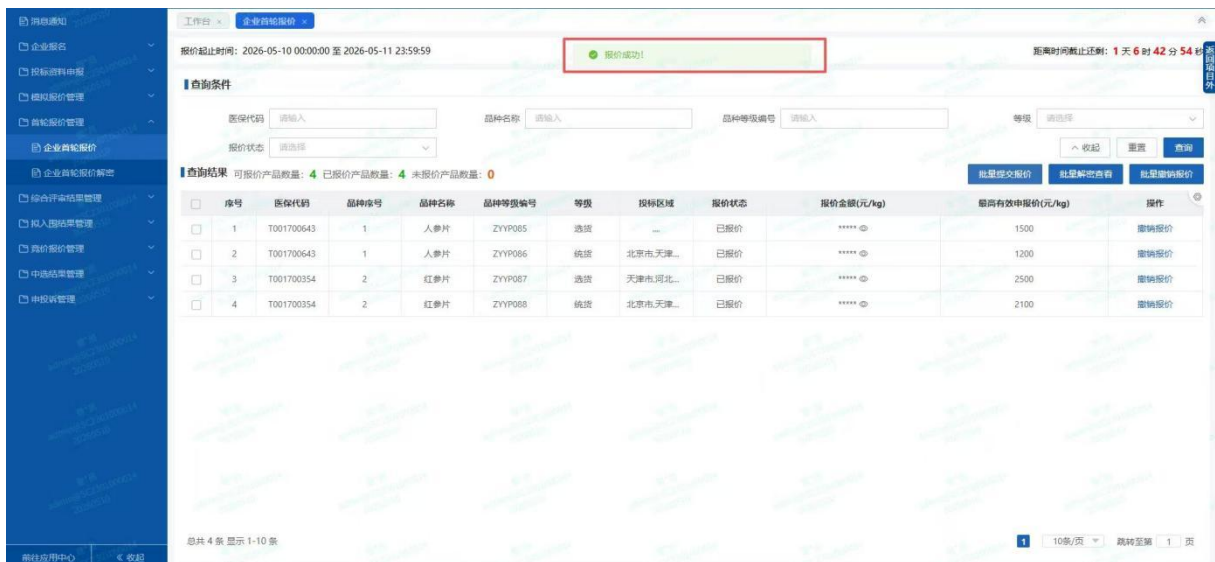 消息通知
企业报名
投标资料申报
模拟报价管理
首轮报价管理
企业首轮报价
企业首轮报价解密
综合评审结果管理
拟入围结果管理
竞价报价管理
中选结果管理
申投诉管理
前往应用中心 《 收起
工作台 × 企业首轮报价 ×
报价起止时间：2026-05-10 00:00:00 至 2026-05-11 23:59:59 报价成功！ 距离时间截止还剩：1 天 6 时 42 分 54 秒
返回项目外
查询条件
医保代码 请输入 品种名称 请输入 品种等级编号 请输入 等级 请选择
报价状态 请选择 收起 重置 查询
查询结果 可报价产品数量：4 已报价产品数量：4 未报价产品数量：0 批量提交报价 批量解密查看 批量撤销报价
序号 医保代码 品种序号 品种名称 品种等级编号 等级 投标区域 报价状态 报价金额(元/kg) 最高有效申报价(元/kg) 操作
1 T001700643 1 人参片 ZYYP085 选货 ... 已报价 ***** 1500 撤销报价
2 T001700643 1 人参片 ZYYP086 统货 北京市,天津... 已报价 ***** 1200 撤销报价
3 T001700354 2 红参片 ZYYP087 选货 天津市,河北... 已报价 ***** 2500 撤销报价
4 T001700354 2 红参片 ZYYP088 统货 北京市,天津... 已报价 ***** 2100 撤销报价
总共 4 条 显示 1-10 条 1 10条/页 跳转至第 1 页